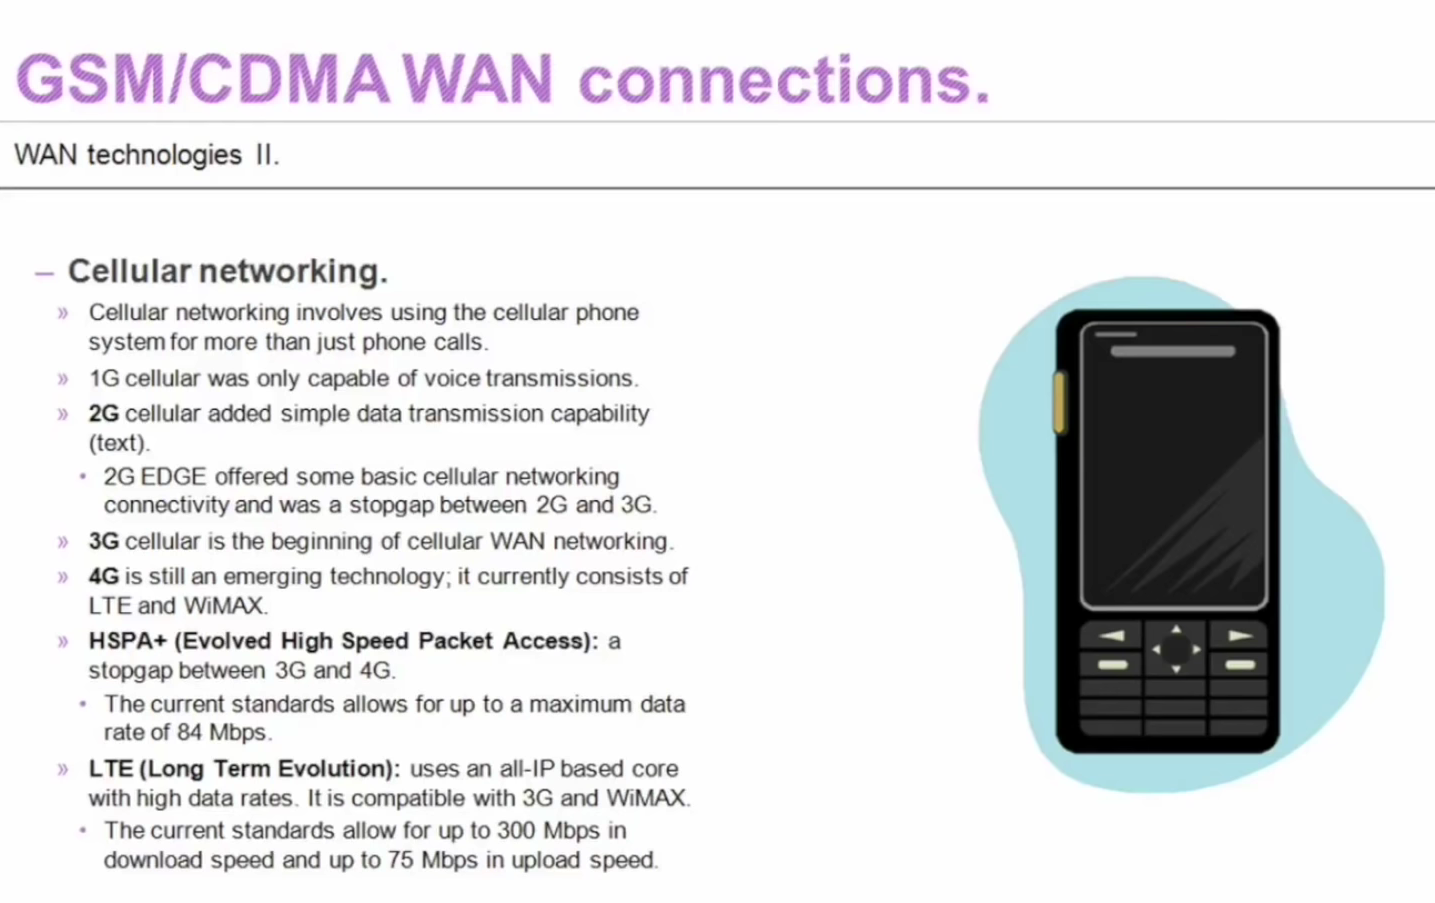 GSM/CDMA WAN connections.
WAN technologies II.
– Cellular networking.
» Cellular networking involves using the cellular phone
system for more than just phone calls.
» 1G cellular was only capable of voice transmissions.
» 2G cellular added simple data transmission capability
(text).
• 2G EDGE offered some basic cellular networking
connectivity and was a stopgap between 2G and 3G.
» 3G cellular is the beginning of cellular WAN networking.
» 4G is still an emerging technology; it currently consists of
LTE and WiMAX.
» HSPA+ (Evolved High Speed Packet Access): a
stopgap between 3G and 4G.
• The current standards allows for up to a maximum data
rate of 84 Mbps.
» LTE (Long Term Evolution): uses an all-IP based core
with high data rates. It is compatible with 3G and WiMAX.
• The current standards allow for up to 300 Mbps in
download speed and up to 75 Mbps in upload speed.